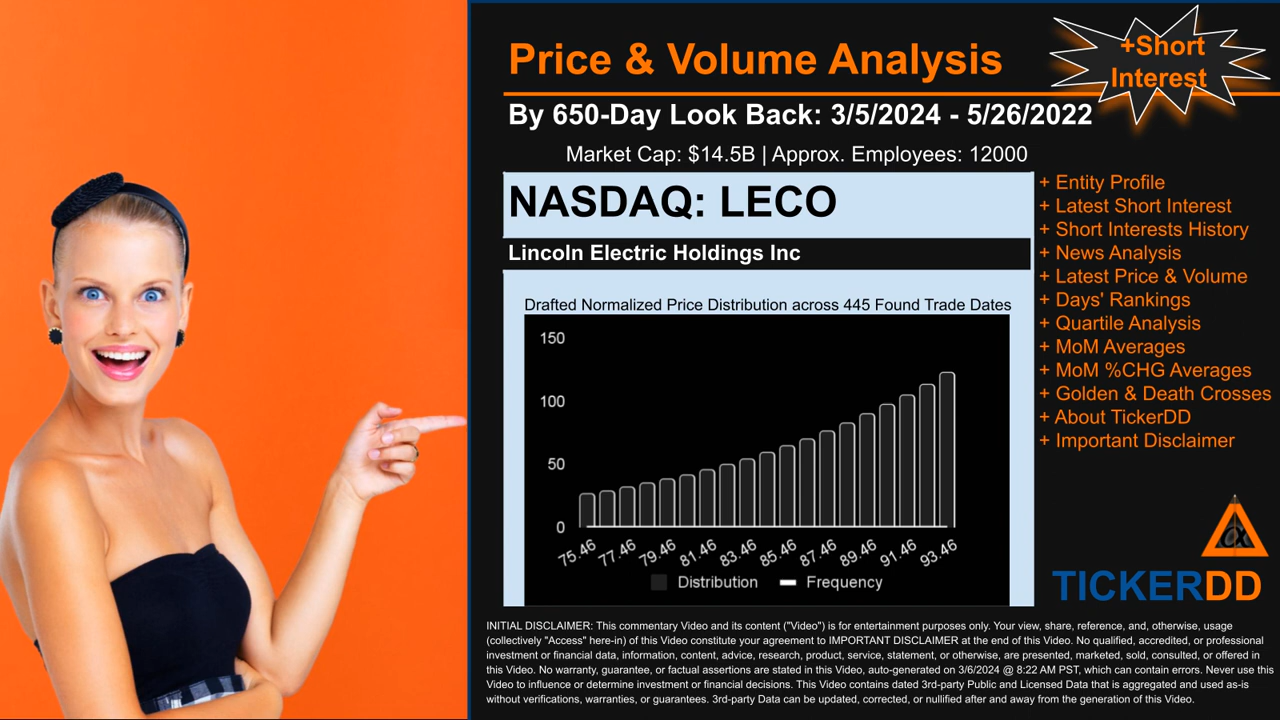 Price & Volume Analysis
+Short
Interest
By 650-Day Look Back: 3/5/2024 - 5/26/2022
Market Cap: $14.5B | Approx. Employees: 12000
NASDAQ: LECO
Lincoln Electric Holdings Inc
+ Entity Profile
+ Latest Short Interest
+ Short Interests History
+ News Analysis
+ Latest Price & Volume
+ Days' Rankings
+ Quartile Analysis
+ MoM Averages
+ MoM %CHG Averages
+ Golden & Death Crosses
+ About TickerDD
+ Important Disclaimer
Drafted Normalized Price Distribution across 445 Found Trade Dates
150
100
50
0
75.46 77.46 79.46 81.46 83.46 85.46 87.46 89.46 91.46 93.46
Distribution Frequency
α
TICKERDD
INITIAL DISCLAIMER: This commentary Video and its content ("Video") is for entertainment purposes only. Your view, share, reference, and, otherwise, usage
(collectively "Access" here-in) of this Video constitute your agreement to IMPORTANT DISCLAIMER at the end of this Video. No qualified, accredited, or professional
investment or financial data, information, content, advice, research, product, service, statement, or otherwise, are presented, marketed, sold, consulted, or offered in
this Video. No warranty, guarantee, or factual assertions are stated in this Video, auto-generated on 3/6/2024 @ 8:22 AM PST, which can contain errors. Never use this
Video to influence or determine investment or financial decisions. This Video contains dated 3rd-party Public and Licensed Data that is aggregated and used as-is
without verifications, warranties, or guarantees. 3rd-party Data can be updated, corrected, or nullified after and away from the generation of this Video.